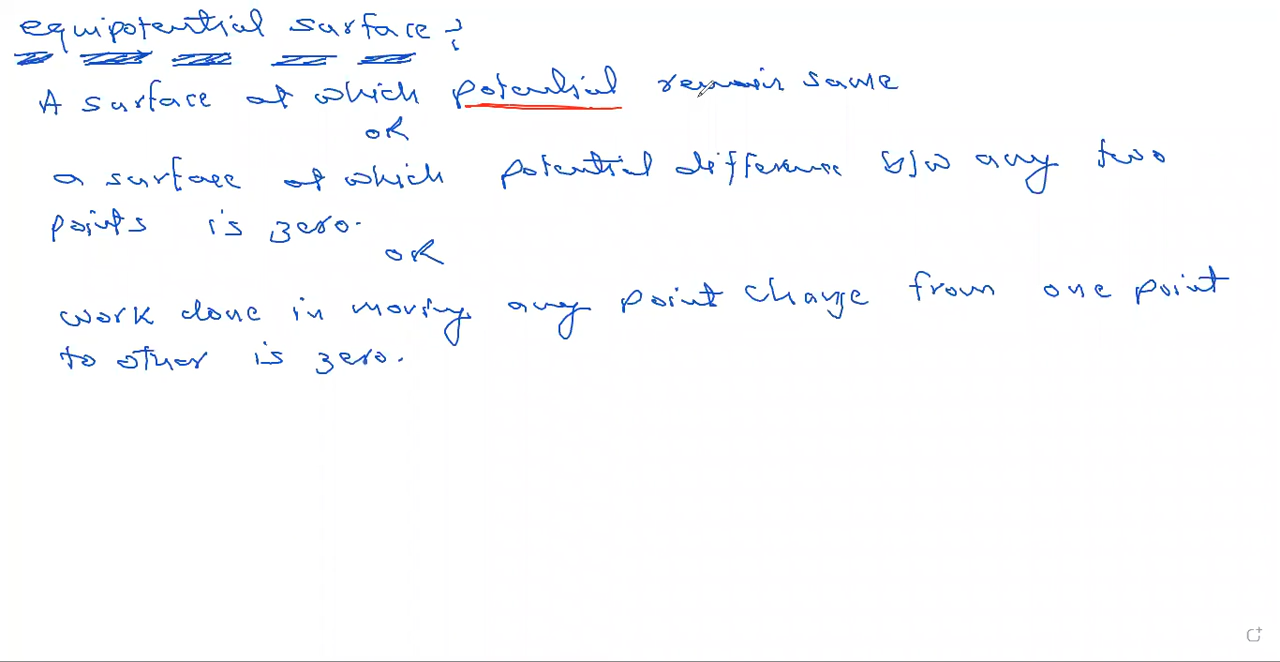 equipotential surface?
A surface at which potential remain same
OR
a surface at which potential difference b/w any two
points is zero.
OR
work done in moving any point charge from one point
to other is zero.